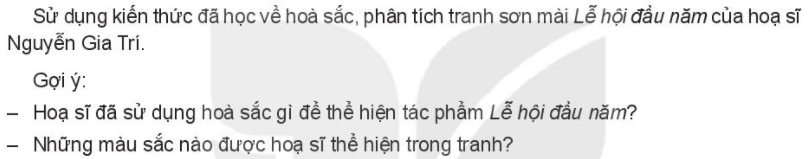 Sử dụng kiến thức đã học về hoà sắc, phân tích tranh sơn mài Lễ hội đầu năm của hoạ sĩ
Nguyễn Gia Trí.
Gợi ý:
– Hoạ sĩ đã sử dụng hoà sắc gì để thể hiện tác phẩm Lễ hội đầu năm?
– Những màu sắc nào được hoạ sĩ thể hiện trong tranh?